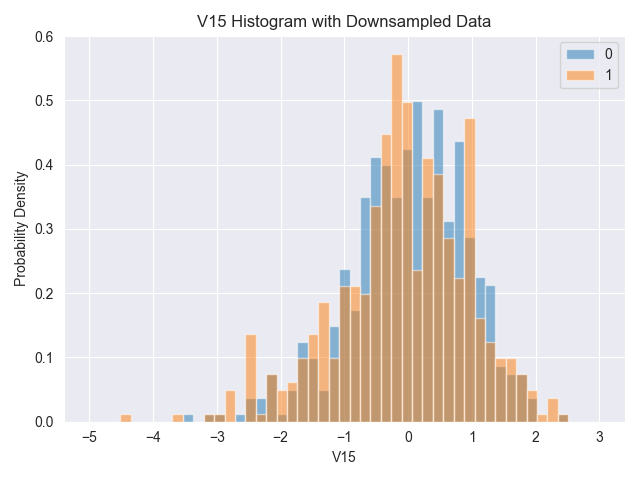 V15 Histogram with Downsampled Data
0
1
0.6
0.5
0.4
0.3
0.2
0.1
0.0
Probability Density
−5 −4 −3 −2 −1 0 1 2 3
V15